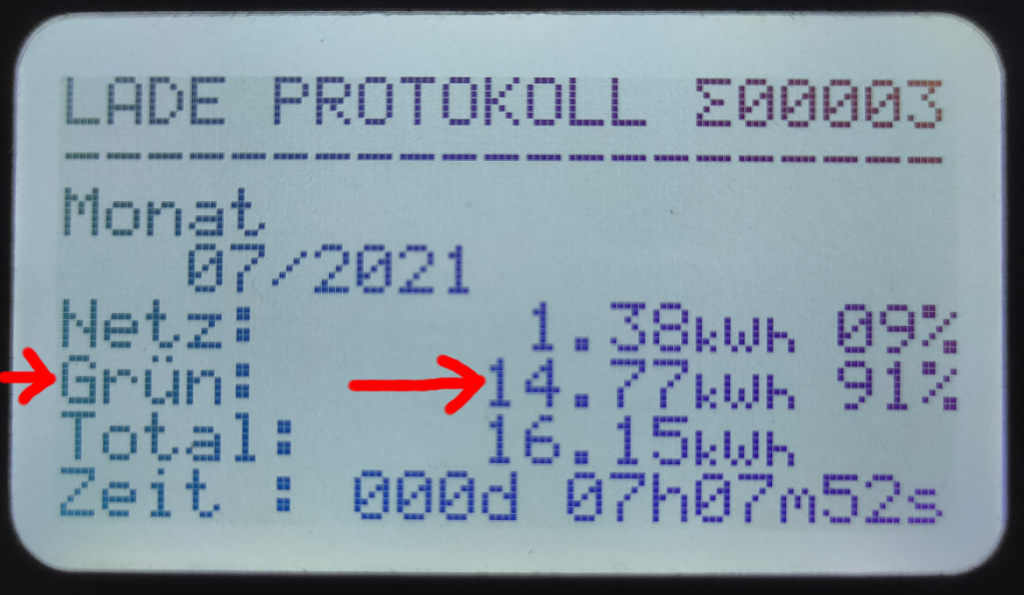 LADE PROTOKOLL Σ00003
---------------------
Monat
07/2021
Netz: 1.38kWh 09%
Grün: 14.77kWh 91%
Total: 16.15kWh
Zeit : 000d 07h07m52s